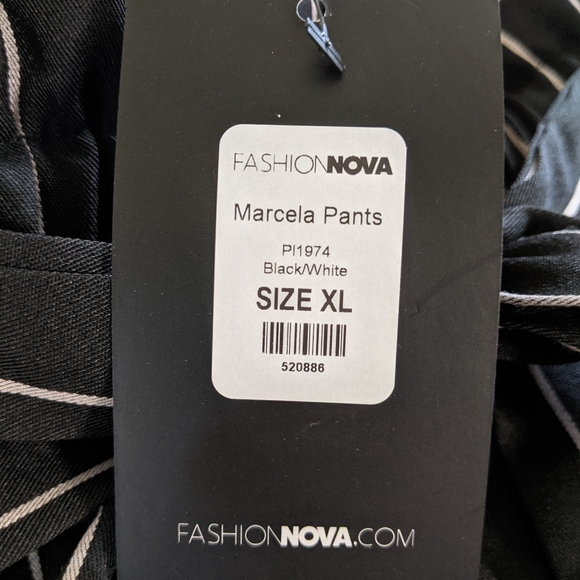 FASHIONNOVA
Marcela Pants
PI1974
Black/White
SIZE XL
520886
FASHIONNOVA.COM